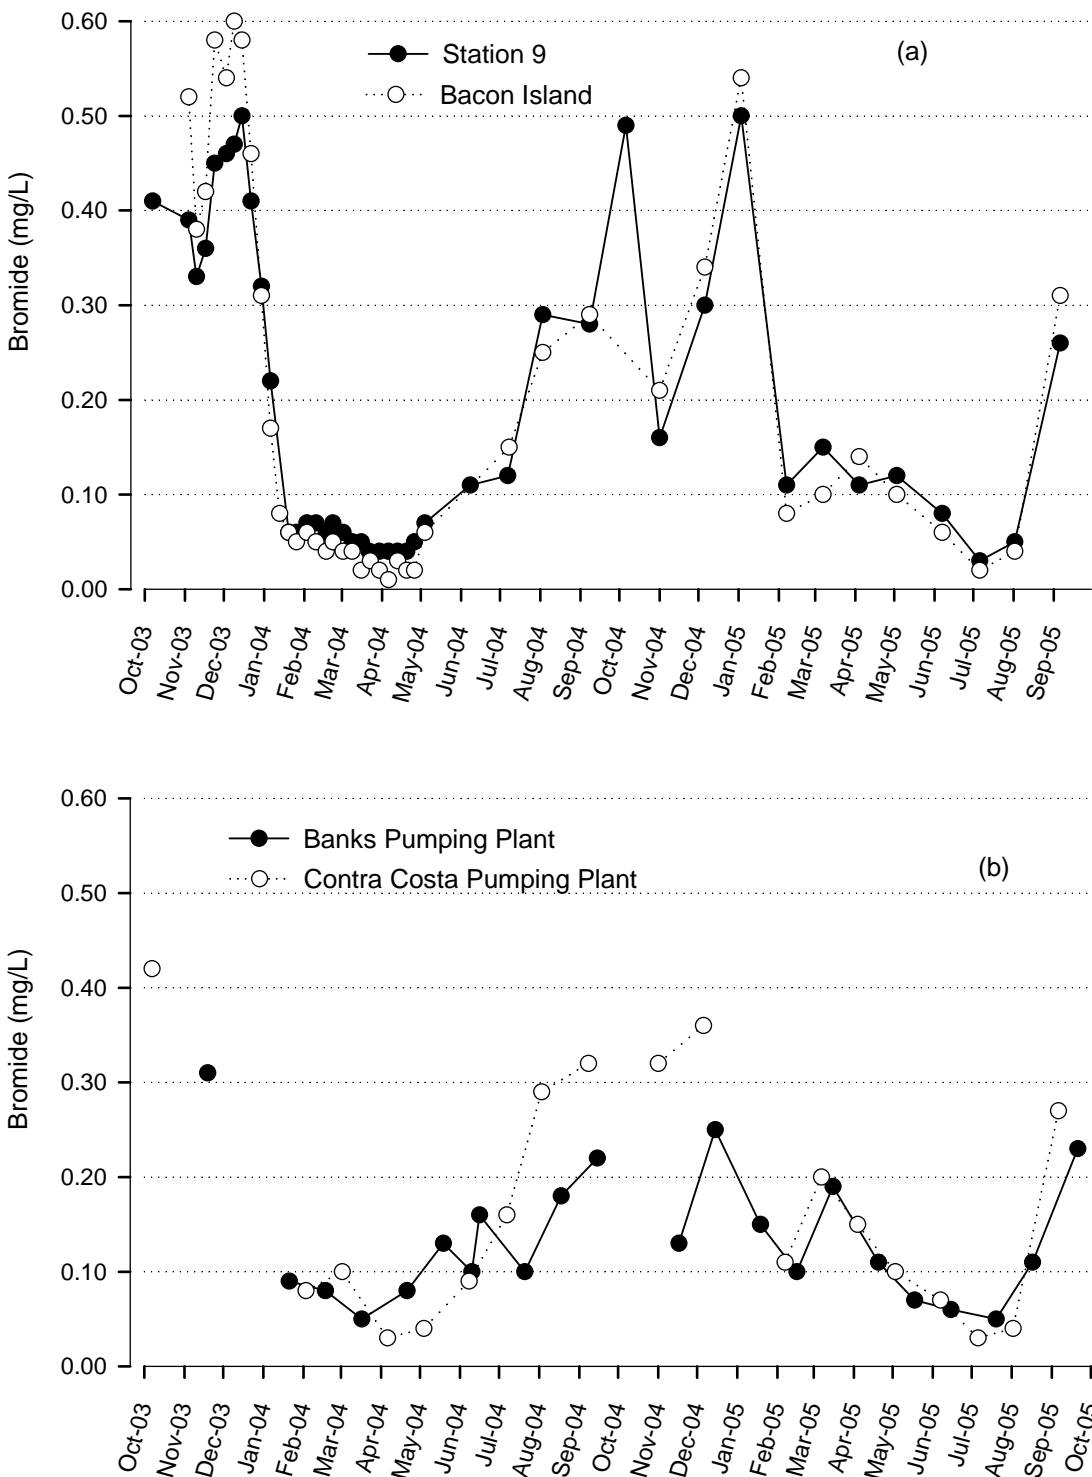 0.60
Station 9
(a)
Bacon Island
0.50
0.40
Bromide (mg/L)
0.30
0.20
0.10
0.00
Oct-03 Nov-03 Dec-03 Jan-04 Feb-04 Mar-04 Apr-04 May-04 Jun-04 Jul-04 Aug-04 Sep-04 Oct-04 Nov-04 Dec-04 Jan-05 Feb-05 Mar-05 Apr-05 May-05 Jun-05 Jul-05 Aug-05 Sep-05
0.60
Banks Pumping Plant
(b)
Contra Costa Pumping Plant
0.50
0.40
Bromide (mg/L)
0.30
0.20
0.10
0.00
Oct-03 Nov-03 Dec-03 Jan-04 Feb-04 Mar-04 Apr-04 May-04 Jun-04 Jul-04 Aug-04 Sep-04 Oct-04 Nov-04 Dec-04 Jan-05 Feb-05 Mar-05 Apr-05 May-05 Jun-05 Jul-05 Aug-05 Sep-05 Oct-05